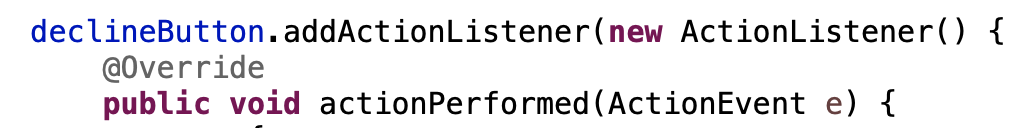 declineButton.addActionListener(new ActionListener() {
@Override
public void actionPerformed(ActionEvent e) {